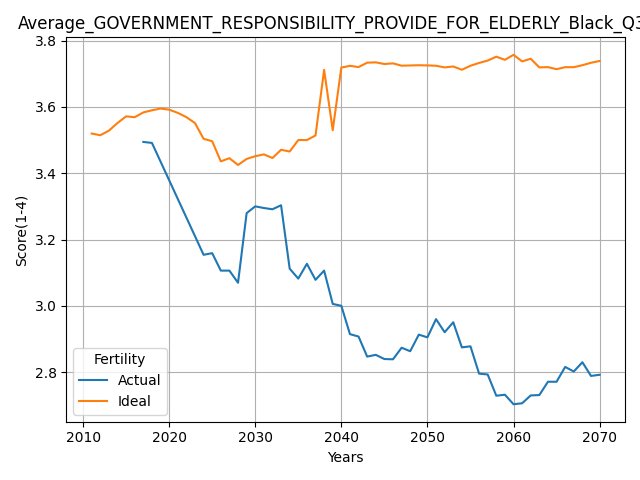 Average_GOVERNMENT_RESPONSIBILITY_PROVIDE_FOR_ELDERLY_Black_Q3
3.8
3.6
3.4
3.2
3.0
2.8
Score(1-4)
Fertility
Actual
Ideal
2010 2020 2030 2040 2050 2060 2070
Years